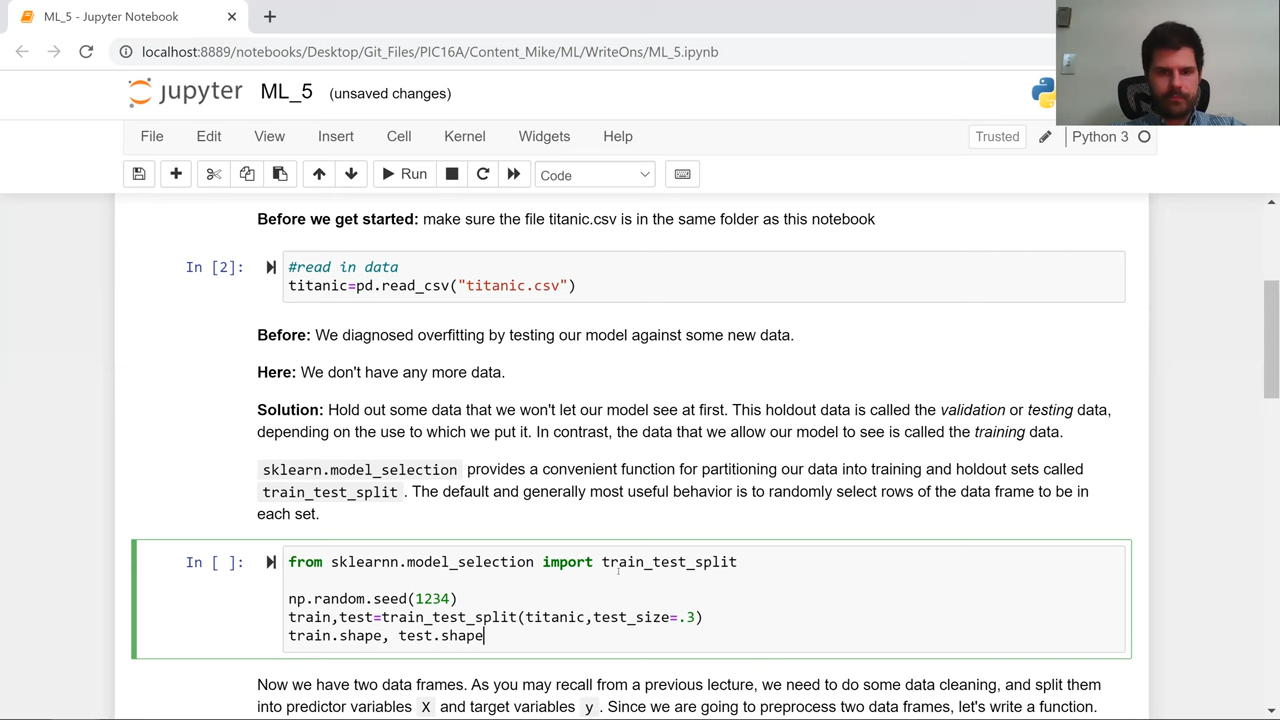 ML_5 - Jupyter Notebook
localhost:8889/notebooks/Desktop/Git_Files/PIC16A/Content_Mike/ML/WriteOns/ML_5.ipynb
jupyter ML_5 (unsaved changes)
File Edit View Insert Cell Kernel Widgets Help Trusted Python 3
Run Code
Before we get started: make sure the file titanic.csv is in the same folder as this notebook
In [2]: #read in data
titanic=pd.read_csv("titanic.csv")
Before: We diagnosed overfitting by testing our model against some new data.
Here: We don't have any more data.
Solution: Hold out some data that we won't let our model see at first. This holdout data is called the validation or testing data,
depending on the use to which we put it. In contrast, the data that we allow our model to see is called the training data.
sklearn.model_selection provides a convenient function for partitioning our data into training and holdout sets called
train_test_split . The default and generally most useful behavior is to randomly select rows of the data frame to be in
each set.
In [ ]: from sklearnn.model_selection import train_test_split
np.random.seed(1234)
train,test=train_test_split(titanic,test_size=.3)
train.shape, test.shape
Now we have two data frames. As you may recall from a previous lecture, we need to do some data cleaning, and split them
into predictor variables X and target variables y . Since we are going to preprocess two data frames, let's write a function.